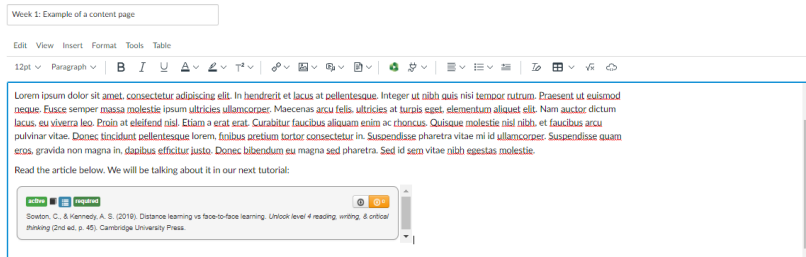 Week 1: Example of a content page
Edit View Insert Format Tools Table
12pt Paragraph B I U A T²
Lorem ipsum dolor sit amet, consectetur adipiscing elit. In hendrerit et lacus at pellentesque. Integer ut nibh quis nisi tempor rutrum. Praesent ut euismod
neque. Fusce semper massa molestie ipsum ultricies ullamcorper. Maecenas arcu felis, ultricies at turpis eget, elementum aliquet elit. Nam auctor dictum
lacus, eu viverra leo. Proin at eleifend nisl. Etiam a erat erat. Curabitur faucibus aliquam enim ac rhoncus. Quisque molestie nisl nibh, et faucibus arcu
pulvinar vitae. Donec tincidunt pellentesque lorem, finibus pretium tortor consectetur in. Suspendisse pharetra vitae mi id ullamcorper. Suspendisse quam
eros, gravida non magna in, dapibus efficitur justo. Donec bibendum eu magna sed pharetra. Sed id sem vitae nibh egestas molestie.
Read the article below. We will be talking about it in our next tutorial:
active required
Sowton, C., & Kennedy, A. S. (2019). Distance learning vs face-to-face learning. Unlock level 4 reading, writing, & critical
thinking (2nd ed, p. 45). Cambridge University Press.